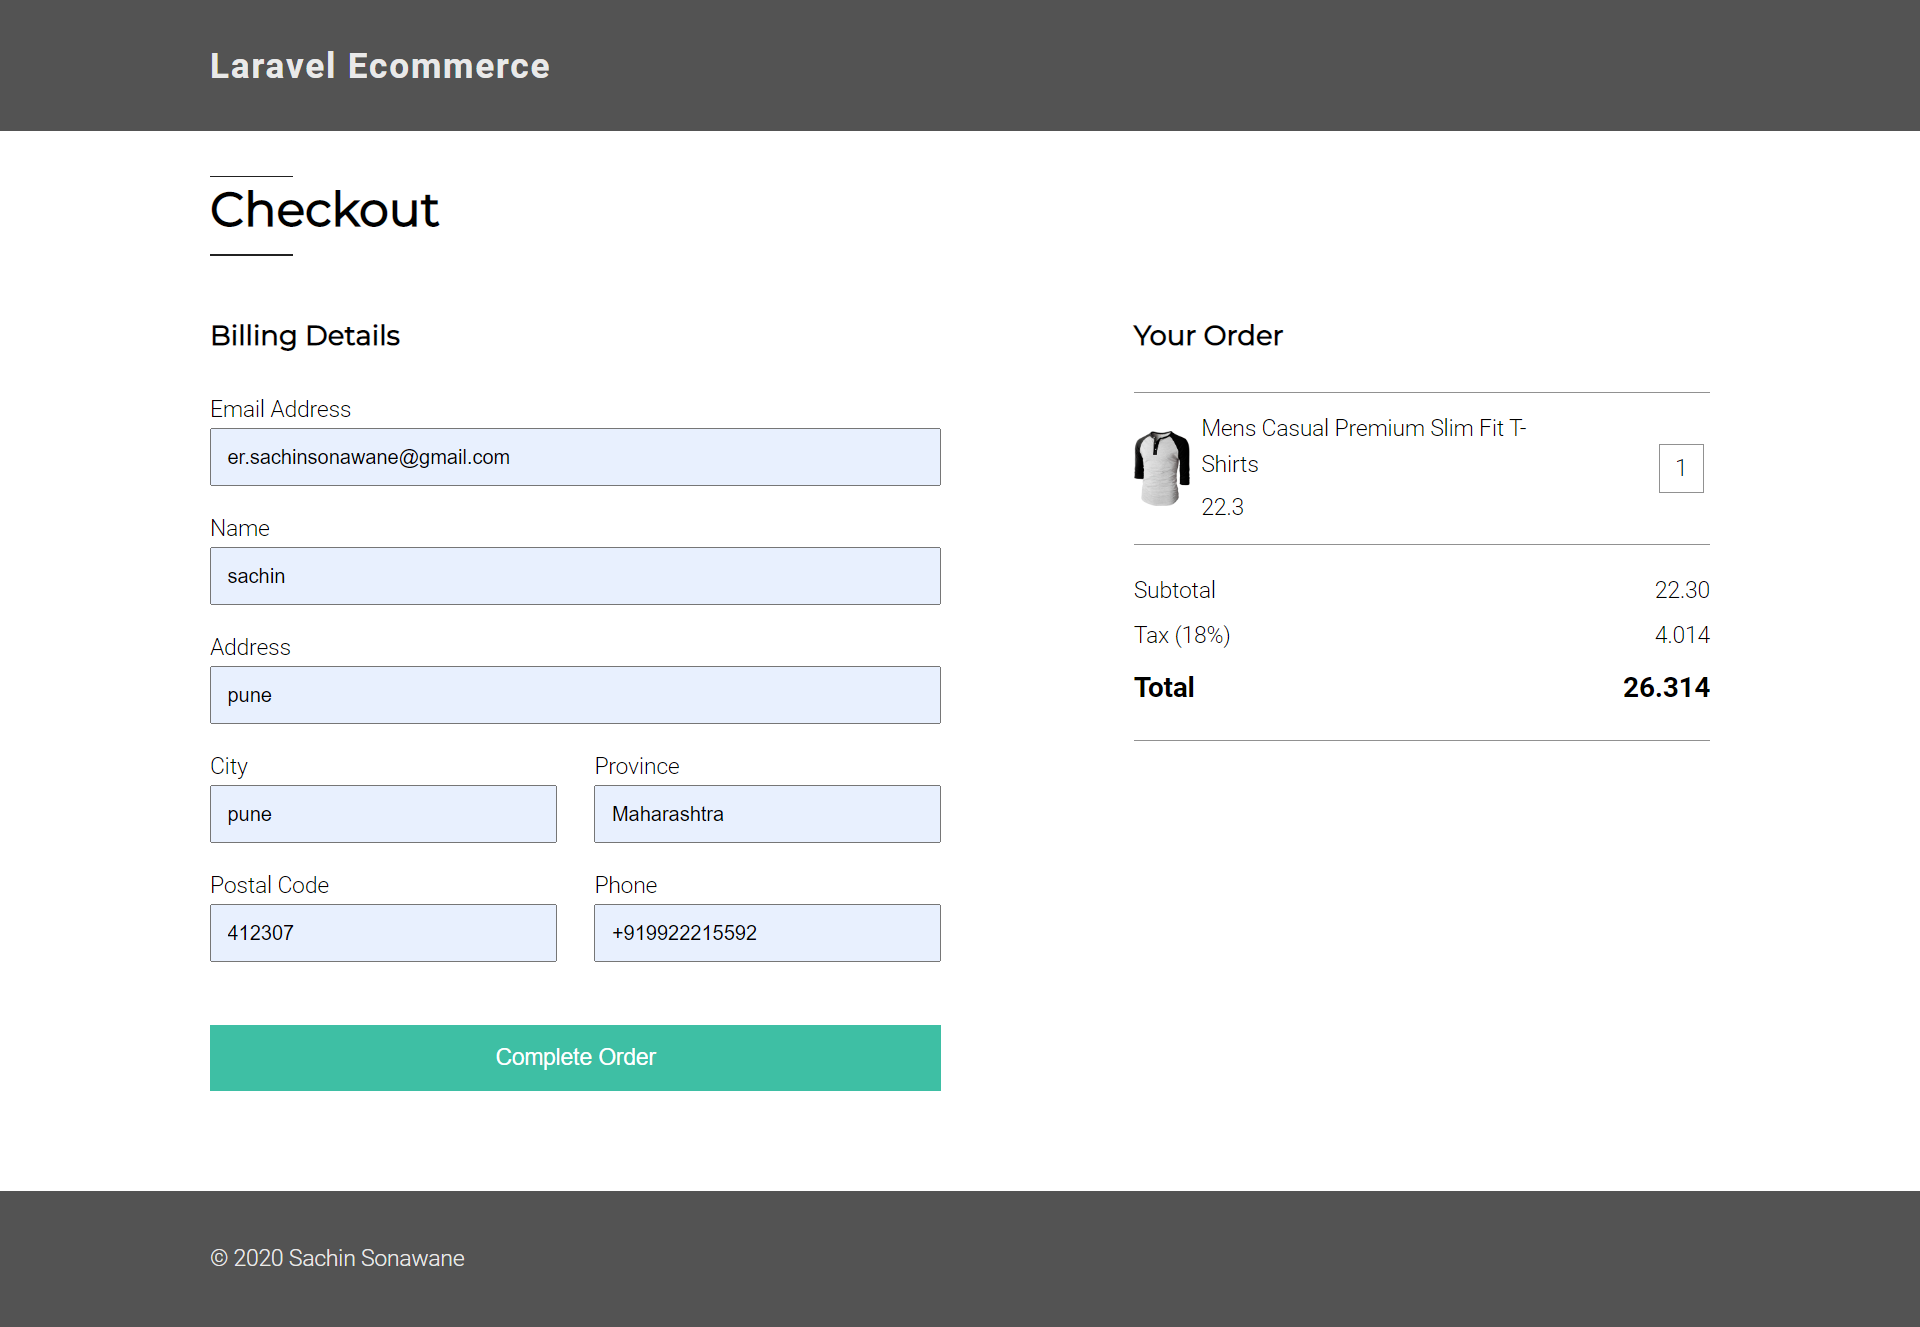 Laravel Ecommerce
Checkout
Billing Details
Email Address
er.sachinsonawane@gmail.com
Name
sachin
Address
pune
City
Province
pune
Maharashtra
Postal Code
Phone
412307
+919922215592
Complete Order
Your Order
Mens Casual Premium Slim Fit T-
Shirts
22.3
1
Subtotal 22.30
Tax (18%) 4.014
Total 26.314
© 2020 Sachin Sonawane